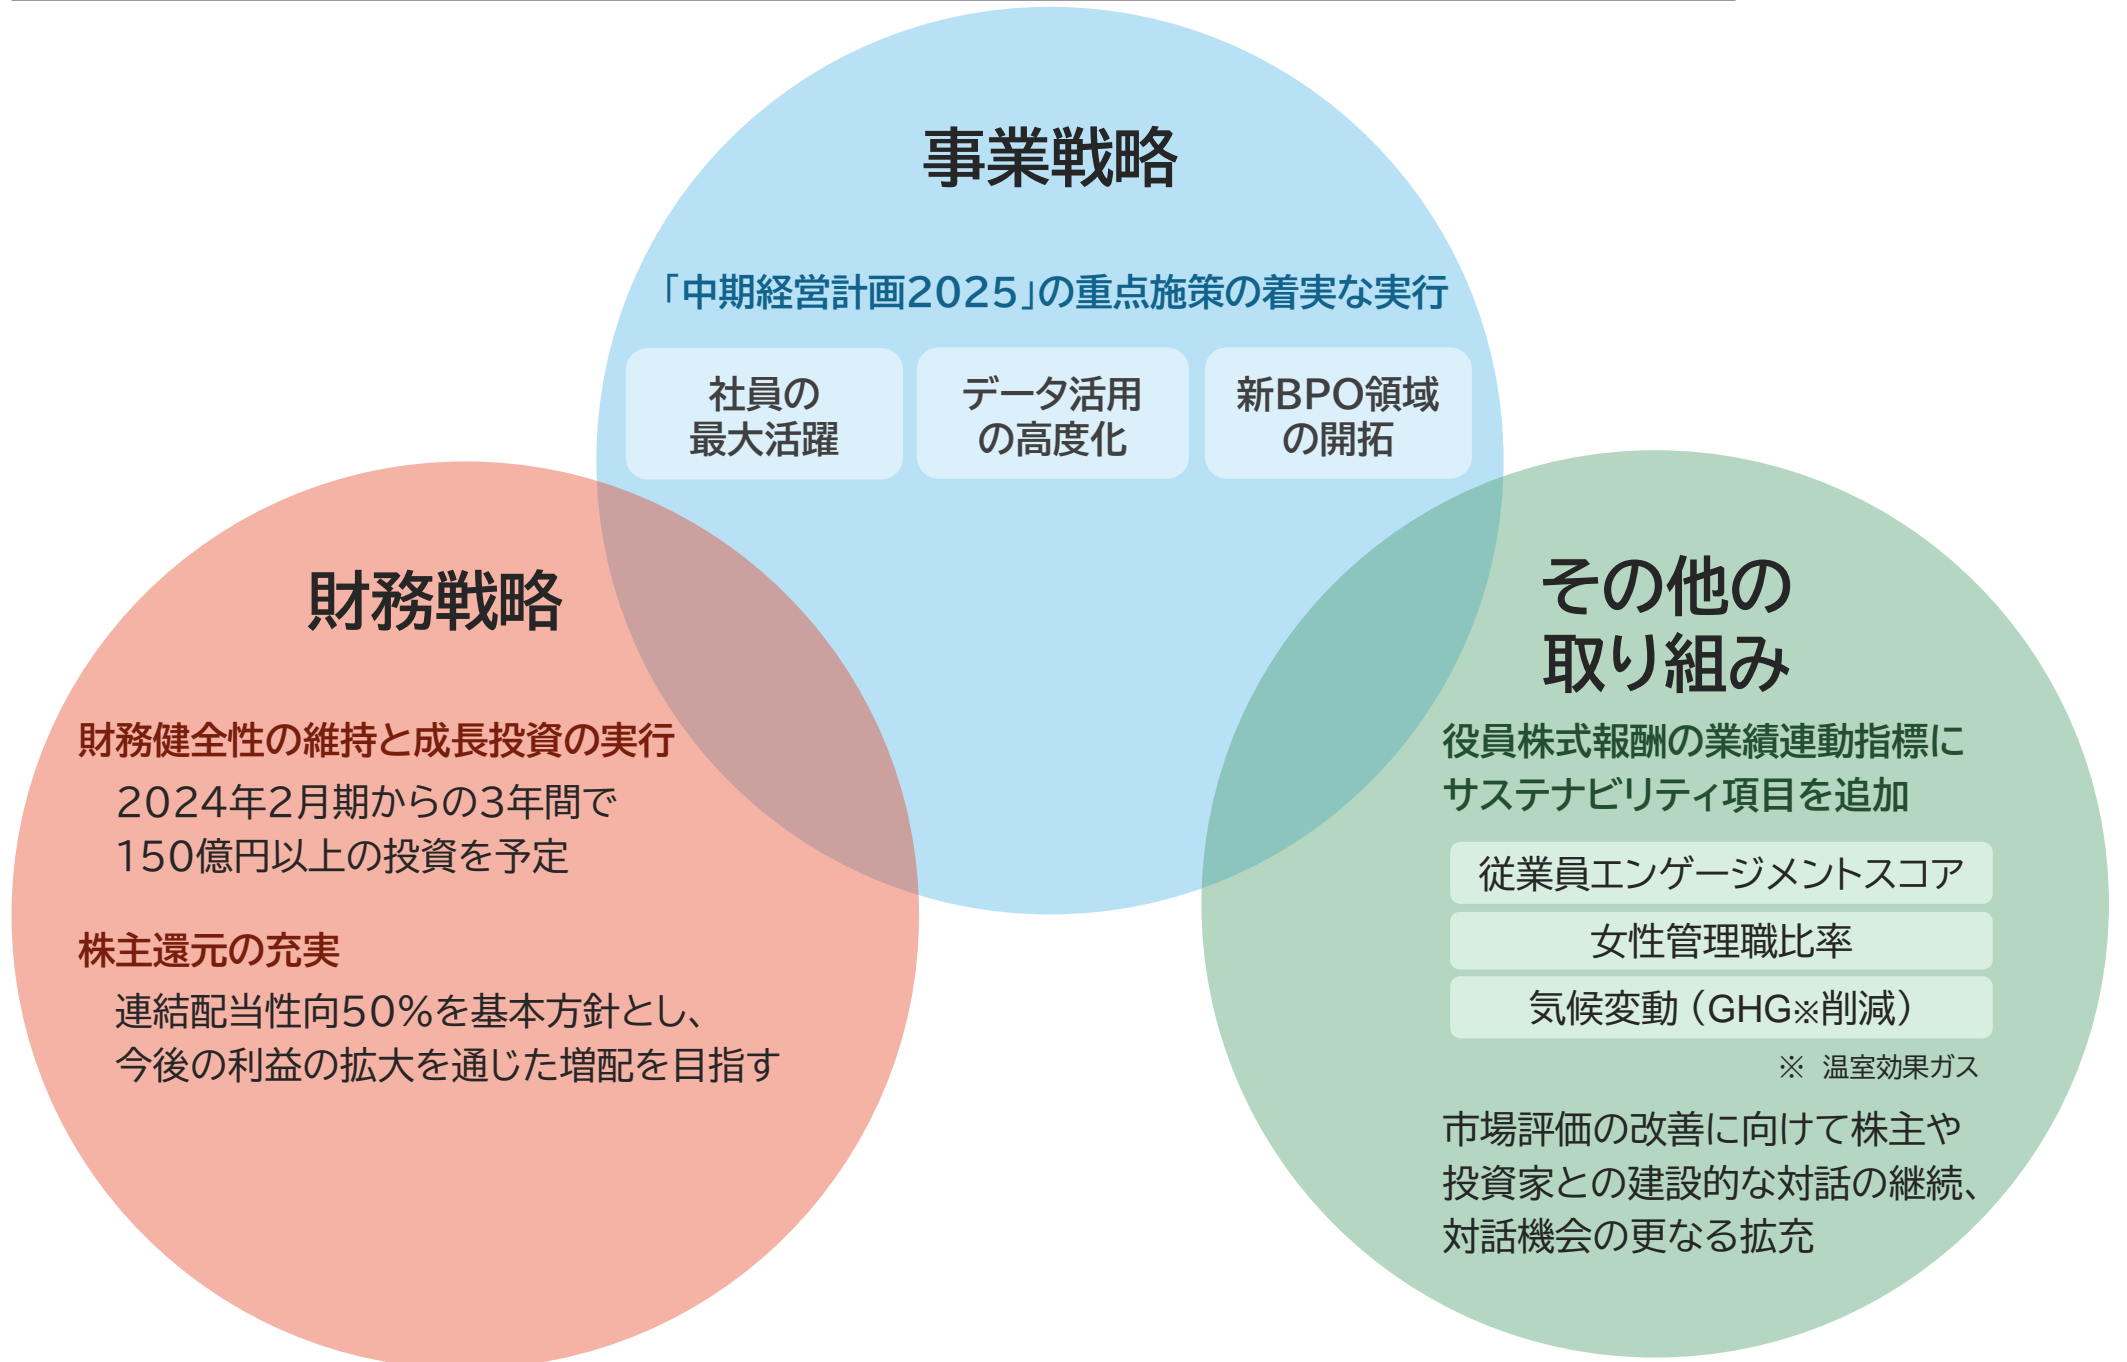 事業戦略
「中期経営計画2025」の重点施策の着実な実行
社員の
最大活躍
データ活用
の高度化
新BPO領域
の開拓
財務戦略
財務健全性の維持と成長投資の実行
2024年2月期からの3年間で
150億円以上の投資を予定
株主還元の充実
連結配当性向50%を基本方針とし、
今後の利益の拡大を通じた増配を目指す
その他の
取り組み
役員株式報酬の業績連動指標に
サステナビリティ項目を追加
従業員エンゲージメントスコア
女性管理職比率
気候変動（GHG※削減）
※ 温室効果ガス
市場評価の改善に向けて株主や
投資家との建設的な対話の継続、
対話機会の更なる拡充